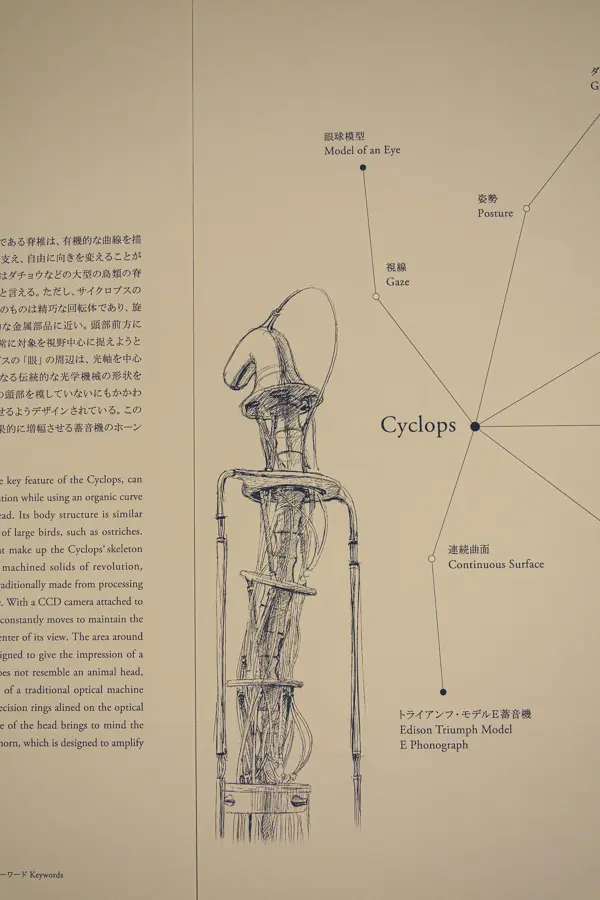 である脊椎は、有機的な曲線を描
支え、自由に向きを変えることが
はダチョウなどの大型の鳥類の脊
と言える。ただし、サイクロプスの
のものは精巧な回転体であり、旋
な金属部品に近い。頭部前方に
常に対象を視野中心に捉えようと
プスの「眼」の周辺は、光軸を中心
なる伝統的な光学機械の形状を
の頭部を模していないにもかかわ
せるようデザインされている。この
果的に増幅させる蓄音機のホーン
key feature of the Cyclops, can
ation while using an organic curve
ead. Its body structure is similar
of large birds, such as ostriches.
at make up the Cyclops' skeleton
machined solids of revolution,
raditionally made from processing
With a CCD camera attached to
constantly moves to maintain the
enter of its view. The area around
igned to give the impression of a
oes not resemble an animal head,
of a traditional optical machine
ecision rings alined on the optical
e of the head brings to mind the
horn, which is designed to amplify
ーワード Keywords
眼球模型
Model of an Eye
視線
Gaze
姿勢
Posture
ダ
G
Cyclops
連続曲面
Continuous Surface
トライアンフ・モデルE蓄音機
Edison Triumph Model
E Phonograph